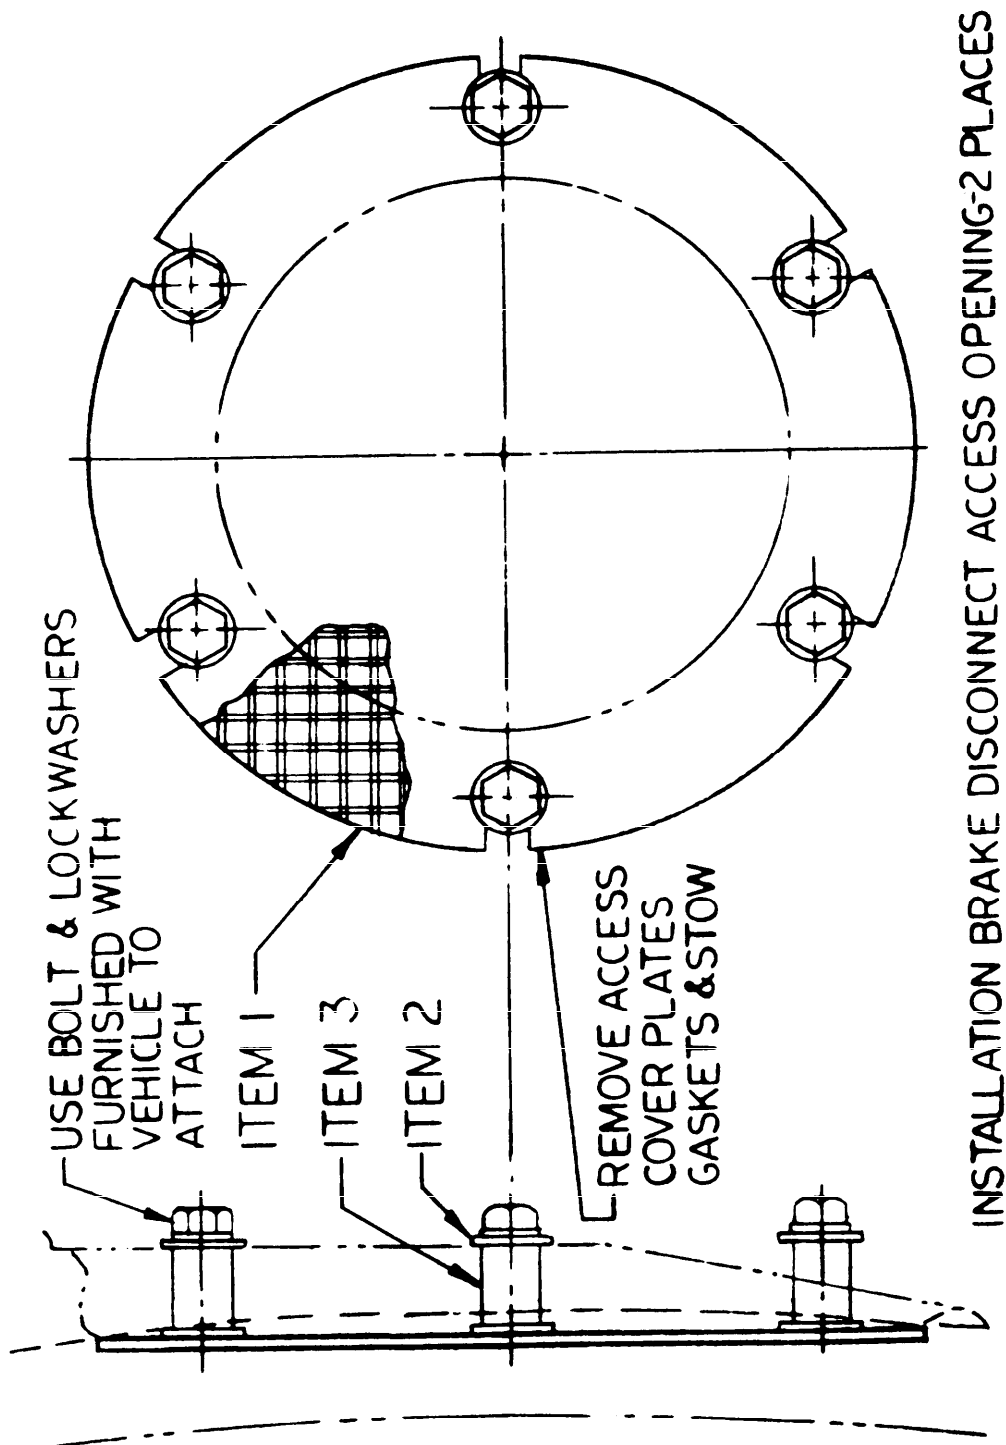 USE BOLT & LOCKWASHERS
FURNISHED WITH
VEHICLE TO
ATTACH
ITEM 1
ITEM 3
ITEM 2
REMOVE ACCESS
COVER PLATES
GASKETS & STOW
INSTALLATION BRAKE DISCONNECT ACCESS OPENING-2 PLACES